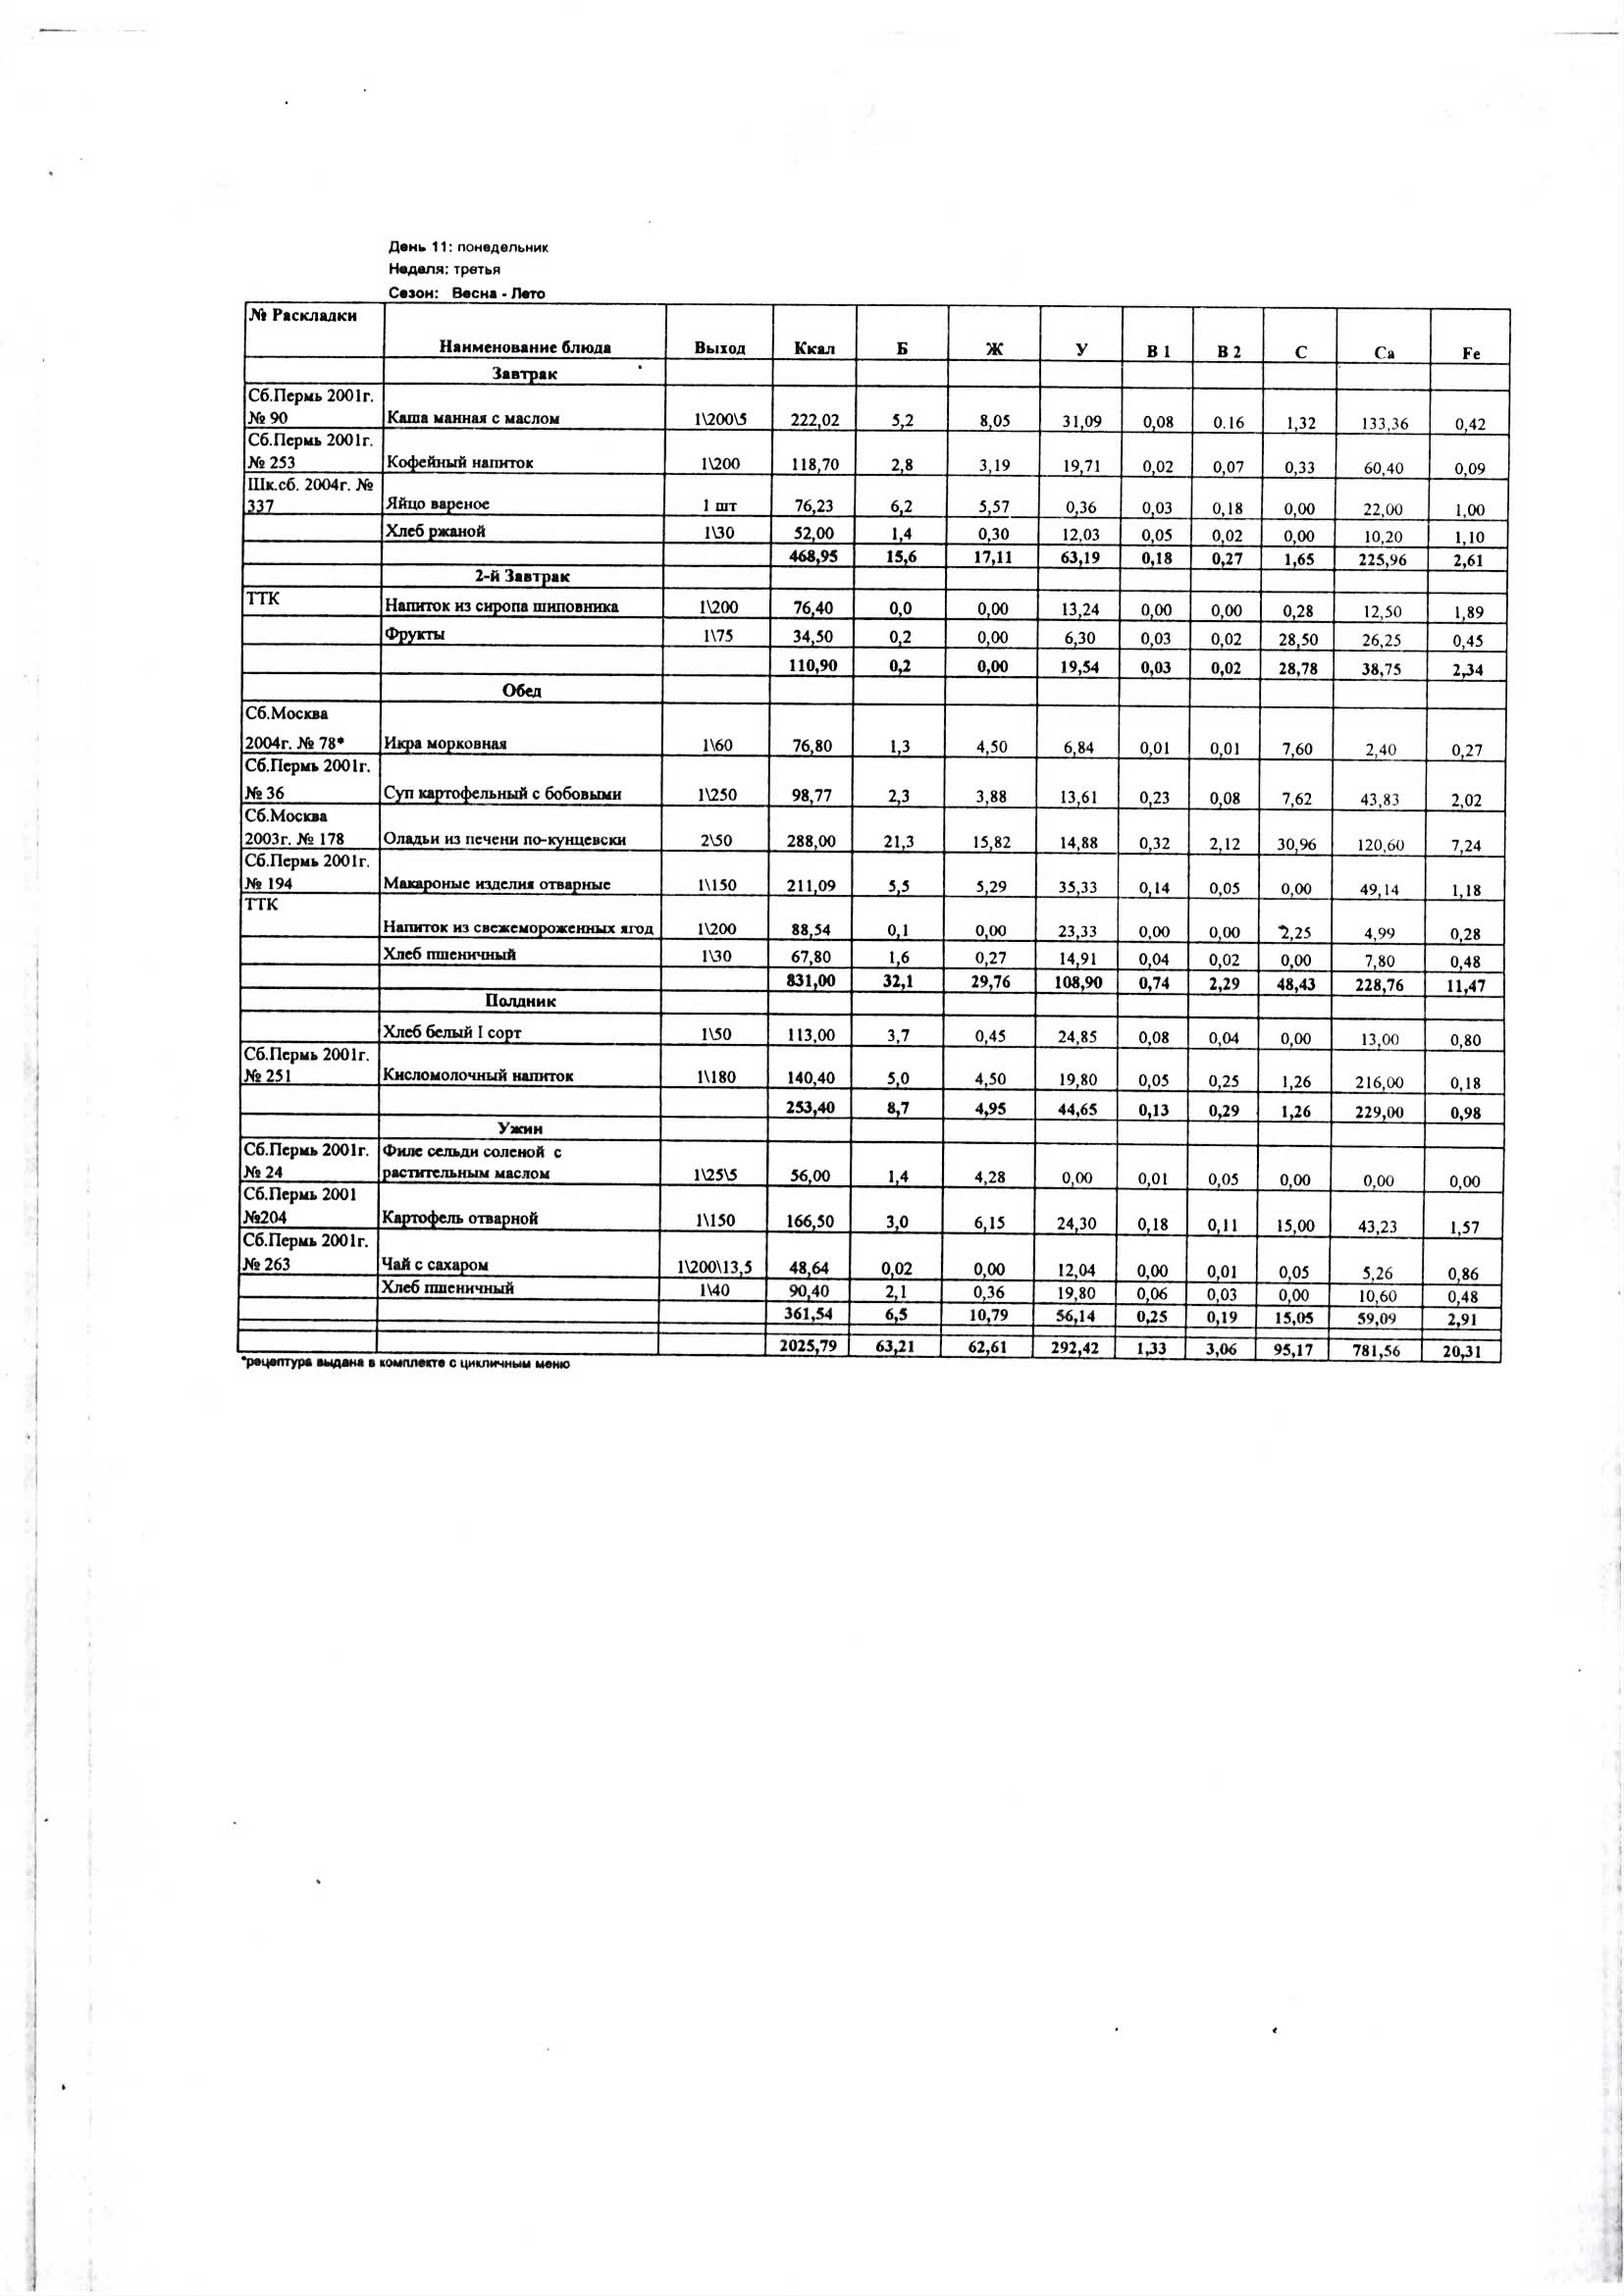 День 11: понедельник
Неделя: третья
Сезон: Весна - Лето
№ Раскладки Наименование блюда Выход Ккал Б Ж У В 1 В 2 С Са Fe
Завтрак
Сб.Пермь 2001г.
№ 90 Каша манная с маслом 1\200\5 222,02 5,2 8,05 31,09 0,08 0.16 1,32 133,36 0,42
Сб.Пермь 2001г.
№ 253 Кофейный напиток 1\200 118,70 2,8 3,19 19,71 0,02 0,07 0,33 60,40 0,09
Шк.сб. 2004г. №
337 Яйцо вареное 1 шт 76,23 6,2 5,57 0,36 0,03 0,18 0,00 22,00 1,00
Хлеб ржаной 1\30 52,00 1,4 0,30 12,03 0,05 0,02 0,00 10,20 1,10
468,95 15,6 17,11 63,19 0,18 0,27 1,65 225,96 2,61
2-й Завтрак
ТТК Напиток из сиропа шиповника 1\200 76,40 0,0 0,00 13,24 0,00 0,00 0,28 12,50 1,89
Фрукты 1\75 34,50 0,2 0,00 6,30 0,03 0,02 28,50 26,25 0,45
110,90 0,2 0,00 19,54 0,03 0,02 28,78 38,75 2,34
Обед
Сб.Москва
2004г. № 78* Икра морковная 1\60 76,80 1,3 4,50 6,84 0,01 0,01 7,60 2,40 0,27
Сб.Пермь 2001г.
№ 36 Суп картофельный с бобовыми 1\250 98,77 2,3 3,88 13,61 0,23 0,08 7,62 43,83 2,02
Сб.Москва
2003г. № 178 Оладьи из печени по-кунцевски 2\50 288,00 21,3 15,82 14,88 0,32 2,12 30,96 120,60 7,24
Сб.Пермь 2001г.
№ 194 Макароные изделия отварные 1\150 211,09 5,5 5,29 35,33 0,14 0,05 0,00 49,14 1,18
ТТК
Напиток из свежемороженных ягод 1\200 88,54 0,1 0,00 23,33 0,00 0,00 2,25 4,99 0,28
Хлеб пшеничный 1\30 67,80 1,6 0,27 14,91 0,04 0,02 0,00 7,80 0,48
831,00 32,1 29,76 108,90 0,74 2,29 48,43 228,76 11,47
Полдник
Хлеб белый I сорт 1\50 113,00 3,7 0,45 24,85 0,08 0,04 0,00 13,00 0,80
Сб.Пермь 2001г.
№ 251 Кисломолочный напиток 1\180 140,40 5,0 4,50 19,80 0,05 0,25 1,26 216,00 0,18
253,40 8,7 4,95 44,65 0,13 0,29 1,26 229,00 0,98
Ужин
Сб.Пермь 2001г. Филе сельди соленой с
№ 24 растительным маслом 1\25\5 56,00 1,4 4,28 0,00 0,01 0,05 0,00 0,00 0,00
Сб.Пермь 2001
№204 Картофель отварной 1\150 166,50 3,0 6,15 24,30 0,18 0,11 15,00 43,23 1,57
Сб.Пермь 2001г.
№ 263 Чай с сахаром 1\200\13,5 48,64 0,02 0,00 12,04 0,00 0,01 0,05 5,26 0,86
Хлеб пшеничный 1\40 90,40 2,1 0,36 19,80 0,06 0,03 0,00 10,60 0,48
361,54 6,5 10,79 56,14 0,25 0,19 15,05 59,09 2,91
2025,79 63,21 62,61 292,42 1,33 3,06 95,17 781,56 20,31
*рецептура выдана в комплекте с цикличным меню